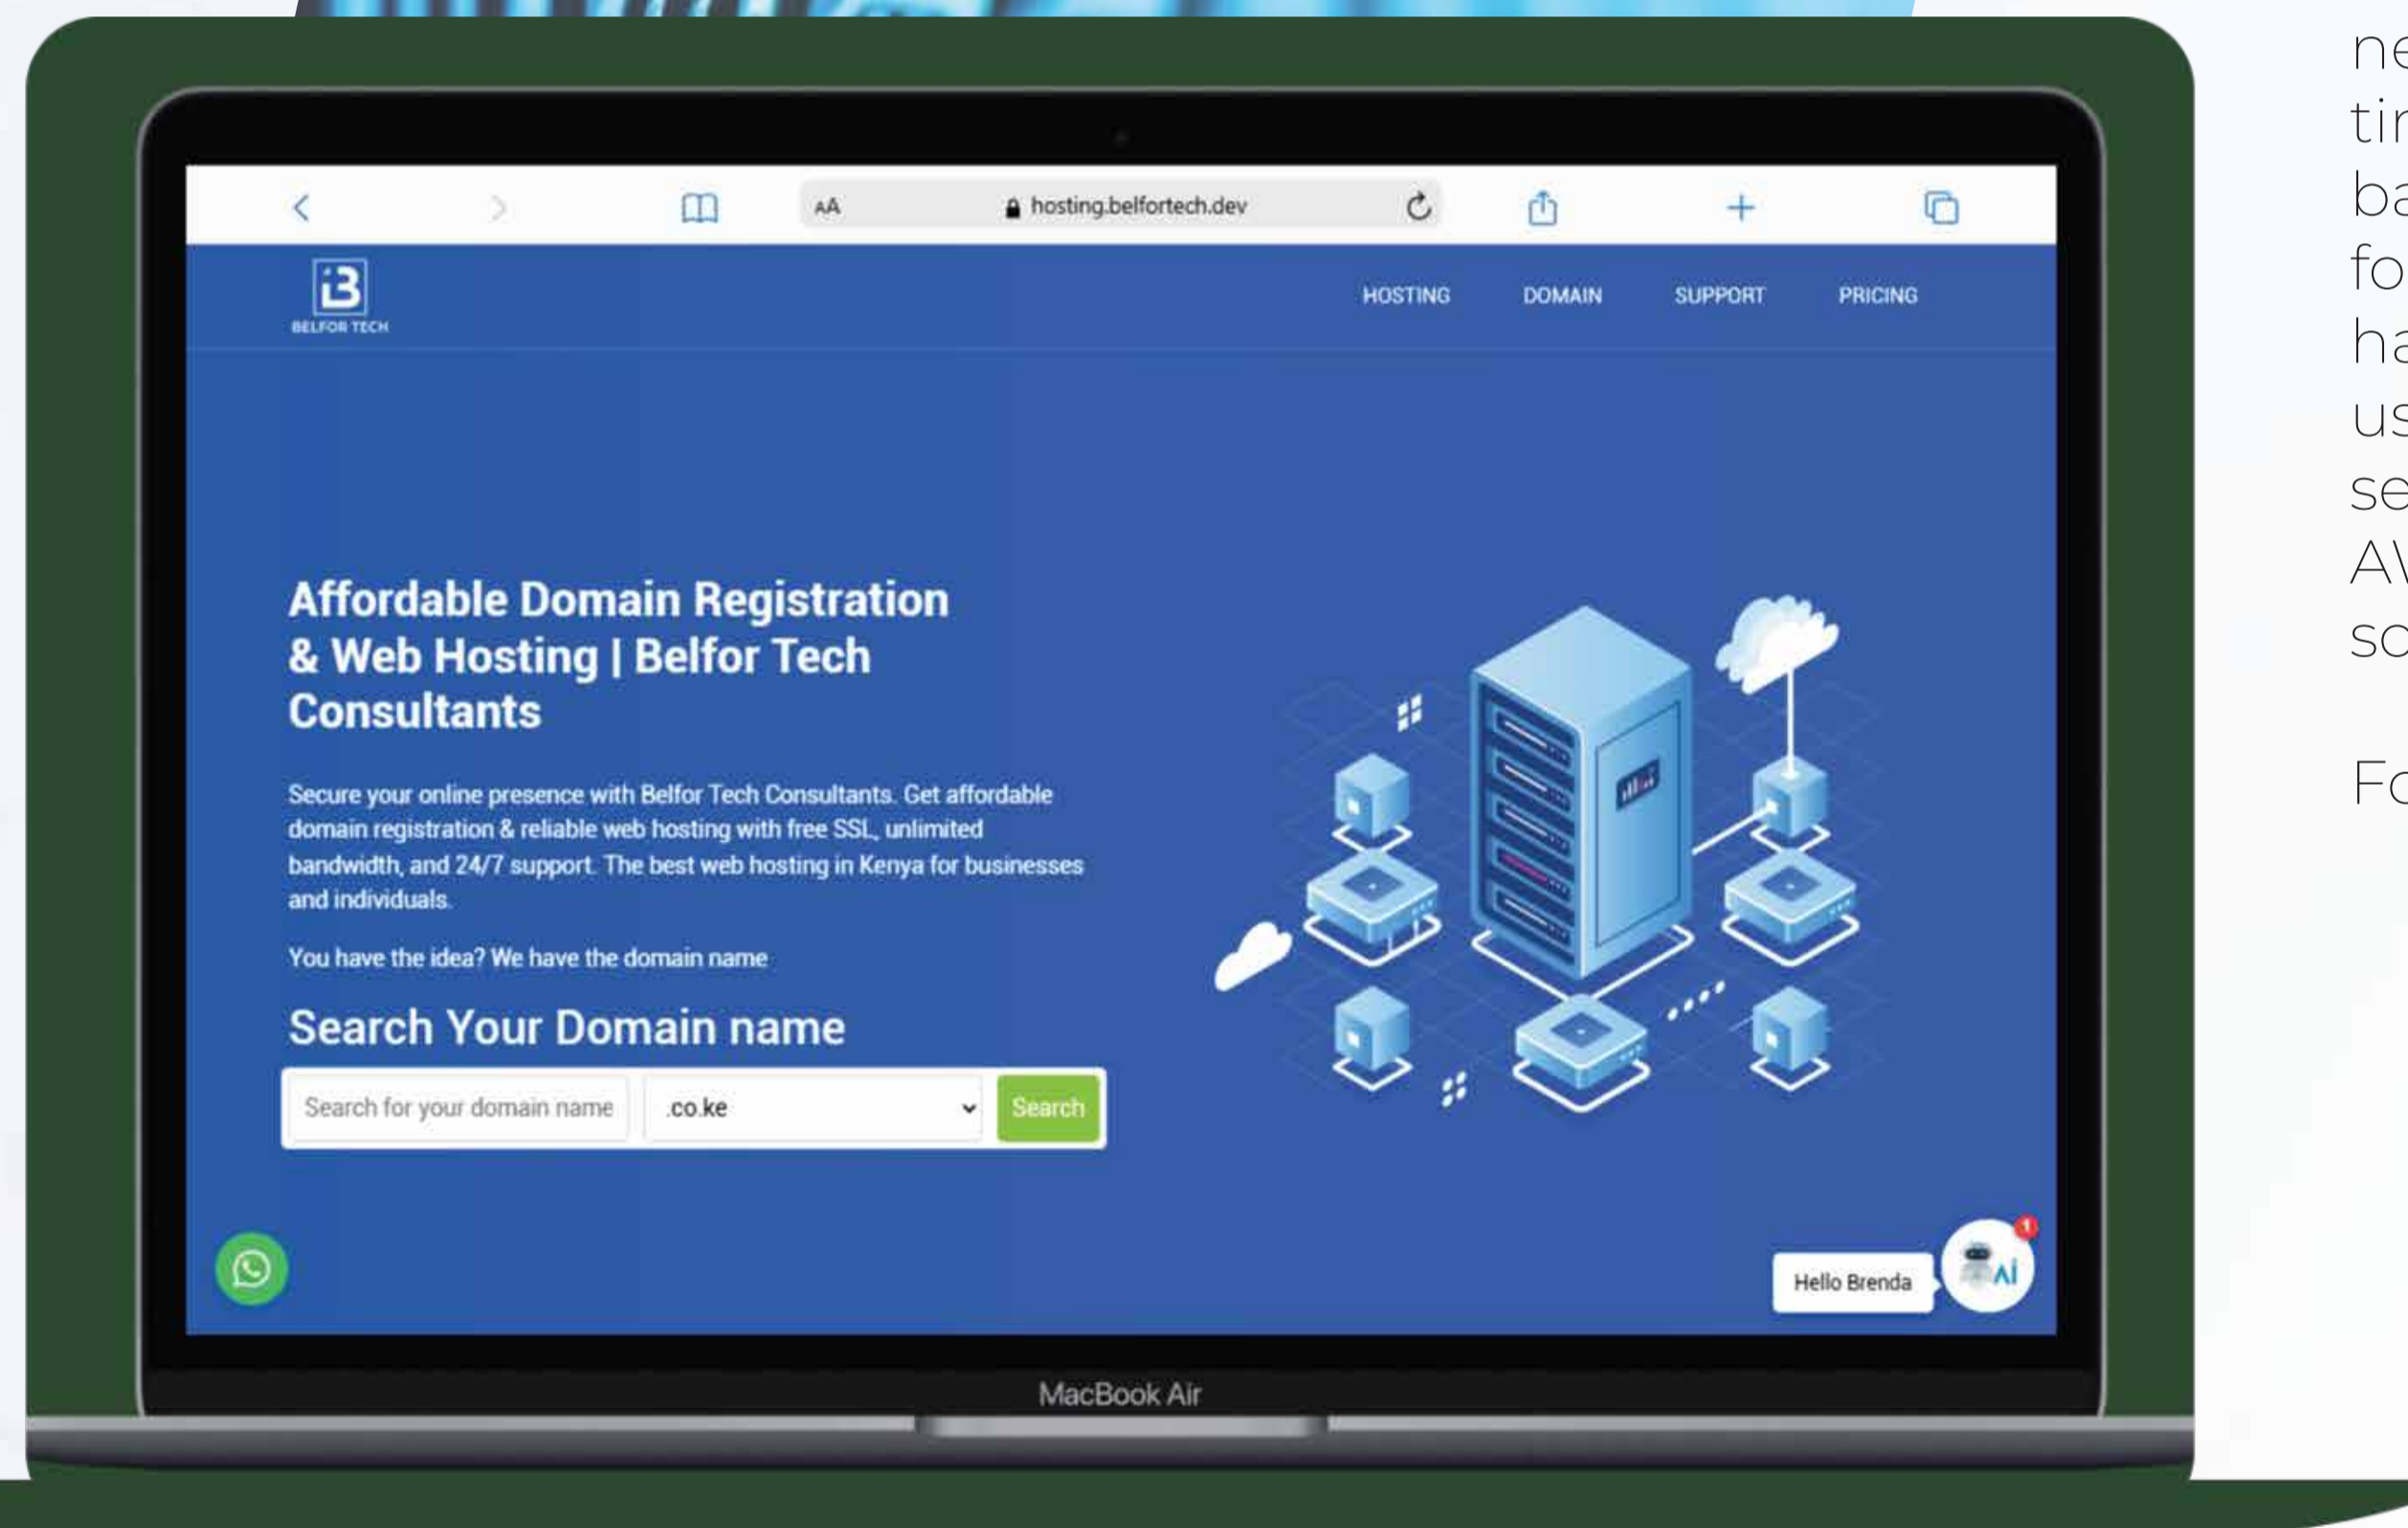 AA
hosting.belfortech.dev
BELFOR TECH
HOSTING
DOMAIN
SUPPORT
PRICING
Affordable Domain Registration
& Web Hosting | Belfor Tech
Consultants
Secure your online presence with Belfor Tech Consultants. Get affordable
domain registration & reliable web hosting with free SSL, unlimited
bandwidth, and 24/7 support. The best web hosting in Kenya for businesses
and individuals.
You have the idea? We have the domain name
Search Your Domain name
Search for your domain name
.co.ke
Search
Hello Brenda
1
AI
MacBook Air